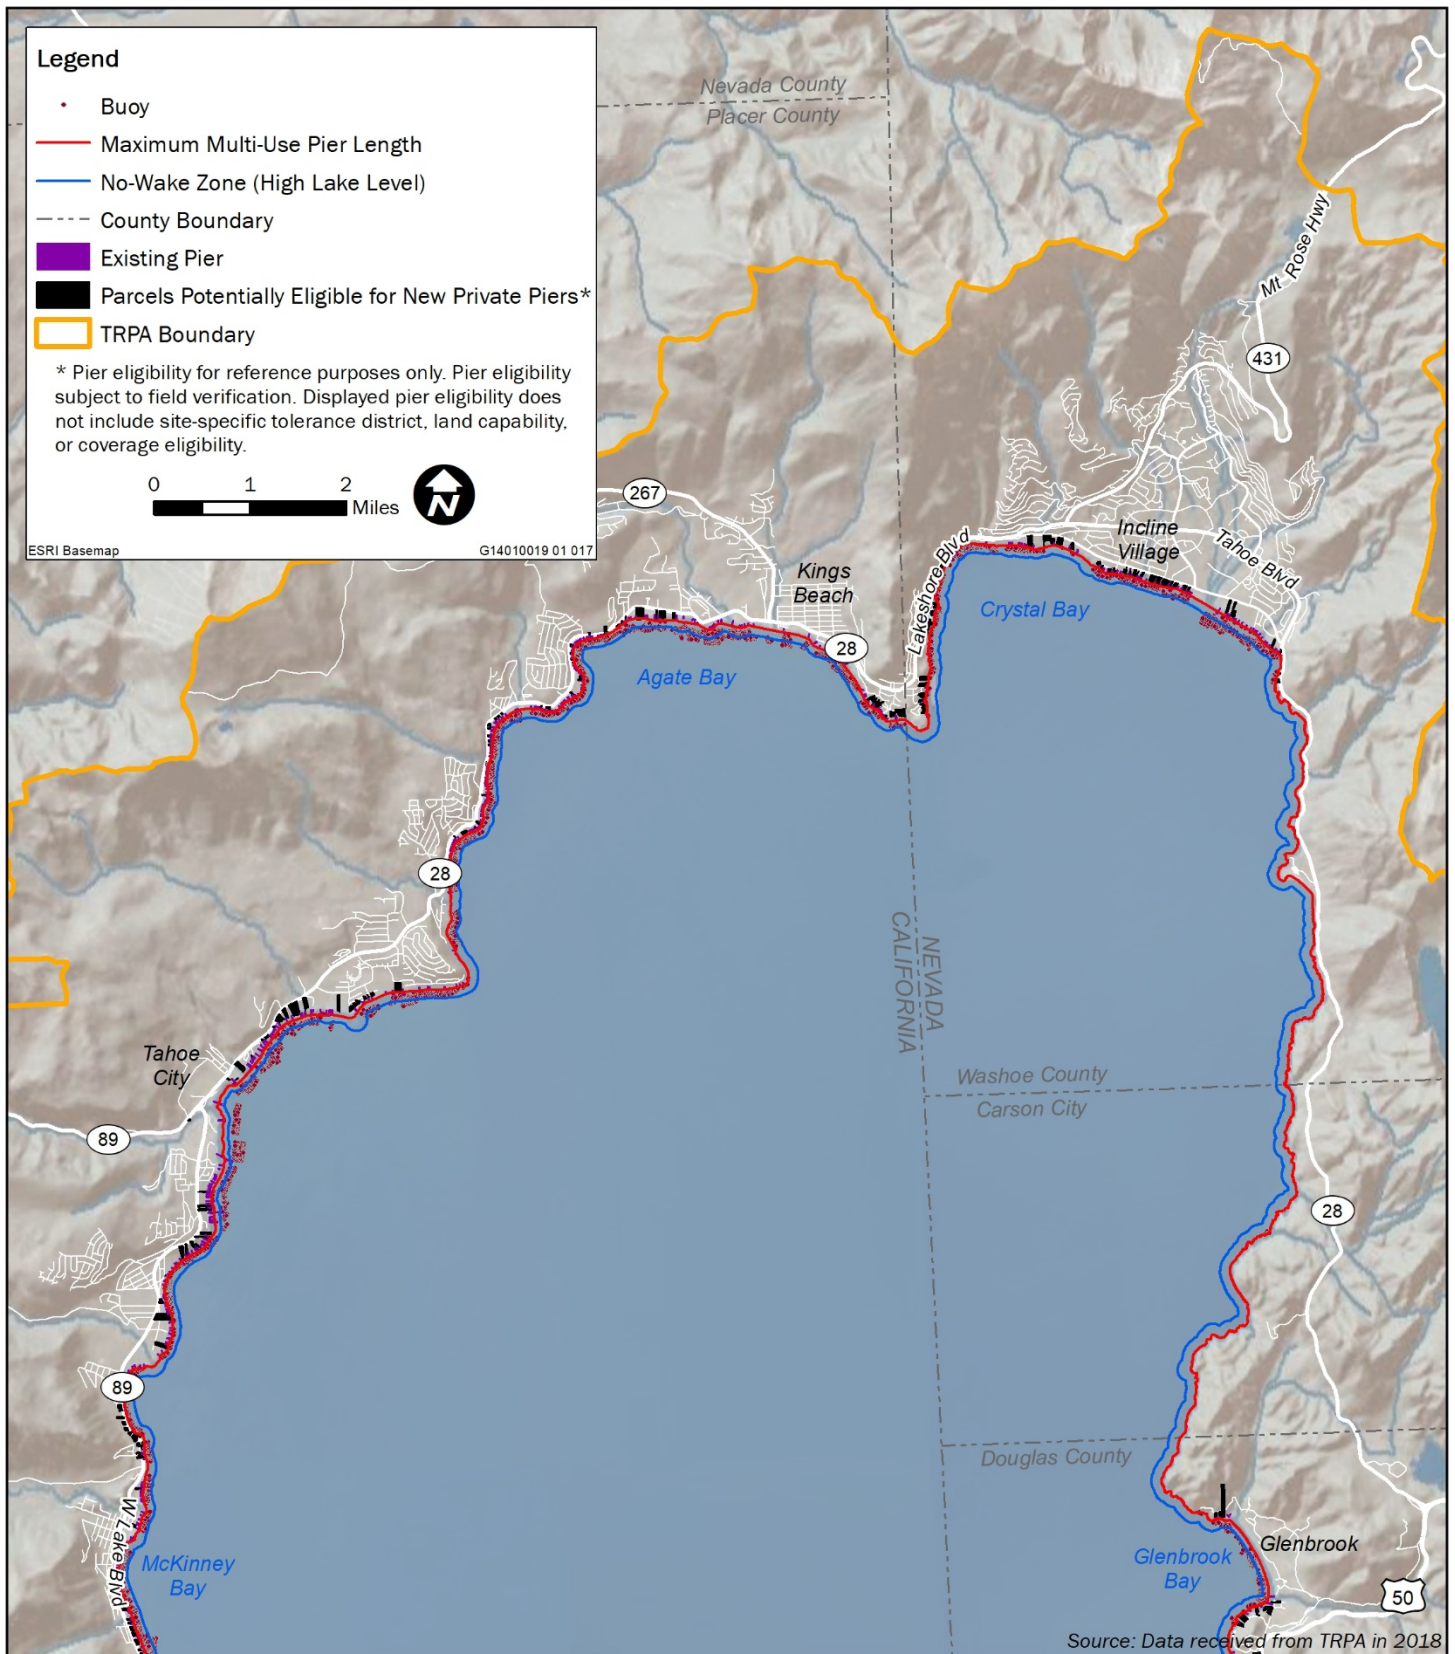 Legend
Buoy
Maximum Multi-Use Pier Length
No-Wake Zone (High Lake Level)
County Boundary
Existing Pier
Parcels Potentially Eligible for New Private Piers*
TRPA Boundary
* Pier eligibility for reference purposes only. Pier eligibility
subject to field verification. Displayed pier eligibility does
not include site-specific tolerance district, land capability,
or coverage eligibility.
0 1 2
Miles
N
ESRI Basemap
G14010019 01 017
Nevada County
Placer County
Mt Rose Hwy
431
267
Incline
Village
Tahoe Blvd
Lakeshore Blvd
Kings
Beach
Crystal Bay
28
Agate Bay
28
NEVADA
CALIFORNIA
Tahoe
City
Washoe County
Carson City
89
28
89
Douglas County
W Lake Blvd
McKinney
Bay
Glenbrook
Glenbrook
Bay
50
Source: Data received from TRPA in 2018